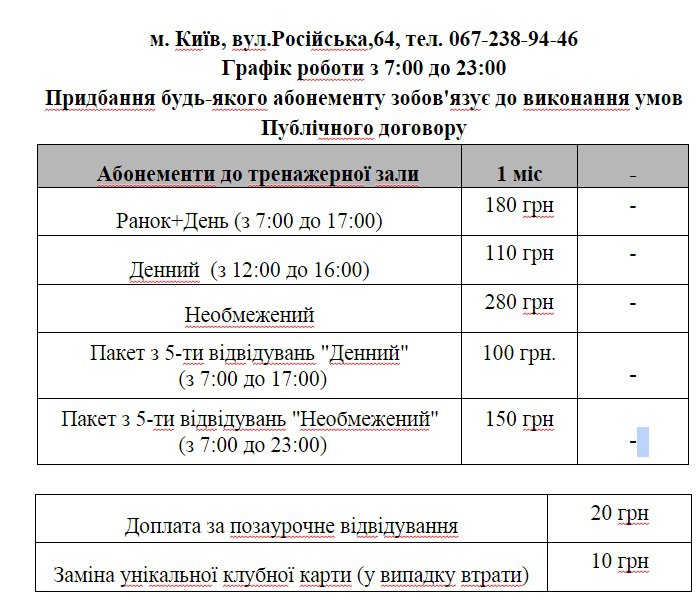 м. Київ, вул.Російська,64, тел. 067-238-94-46
Графік роботи з 7:00 до 23:00
Придбання будь-якого абонементу зобов'язує до виконання умов
Публічного договору
Абонементи до тренажерної зали 1 міс -
Ранок+День (з 7:00 до 17:00) 180 грн -
Денний (з 12:00 до 16:00) 110 грн -
Необмежений 280 грн -
Пакет з 5-ти відвідувань "Денний" 100 грн.
(з 7:00 до 17:00) -
Пакет з 5-ти відвідувань "Необмежений" 150 грн
(з 7:00 до 23:00) -
Доплата за позаурочне відвідування 20 грн
Заміна унікальної клубної карти (у випадку втрати) 10 грн